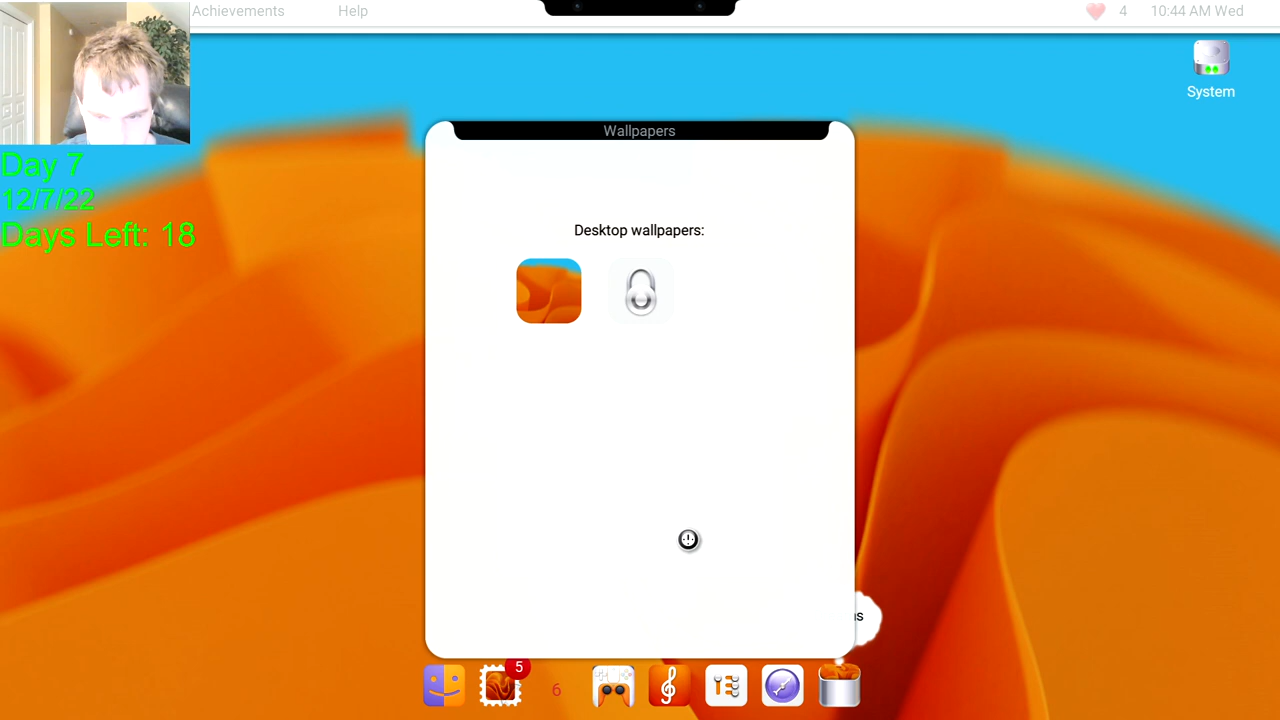 Achievements Help 4 10:44 AM Wed
System
Wallpapers
Day 7
12/7/22
Days Left: 18
Desktop wallpapers:
5
6